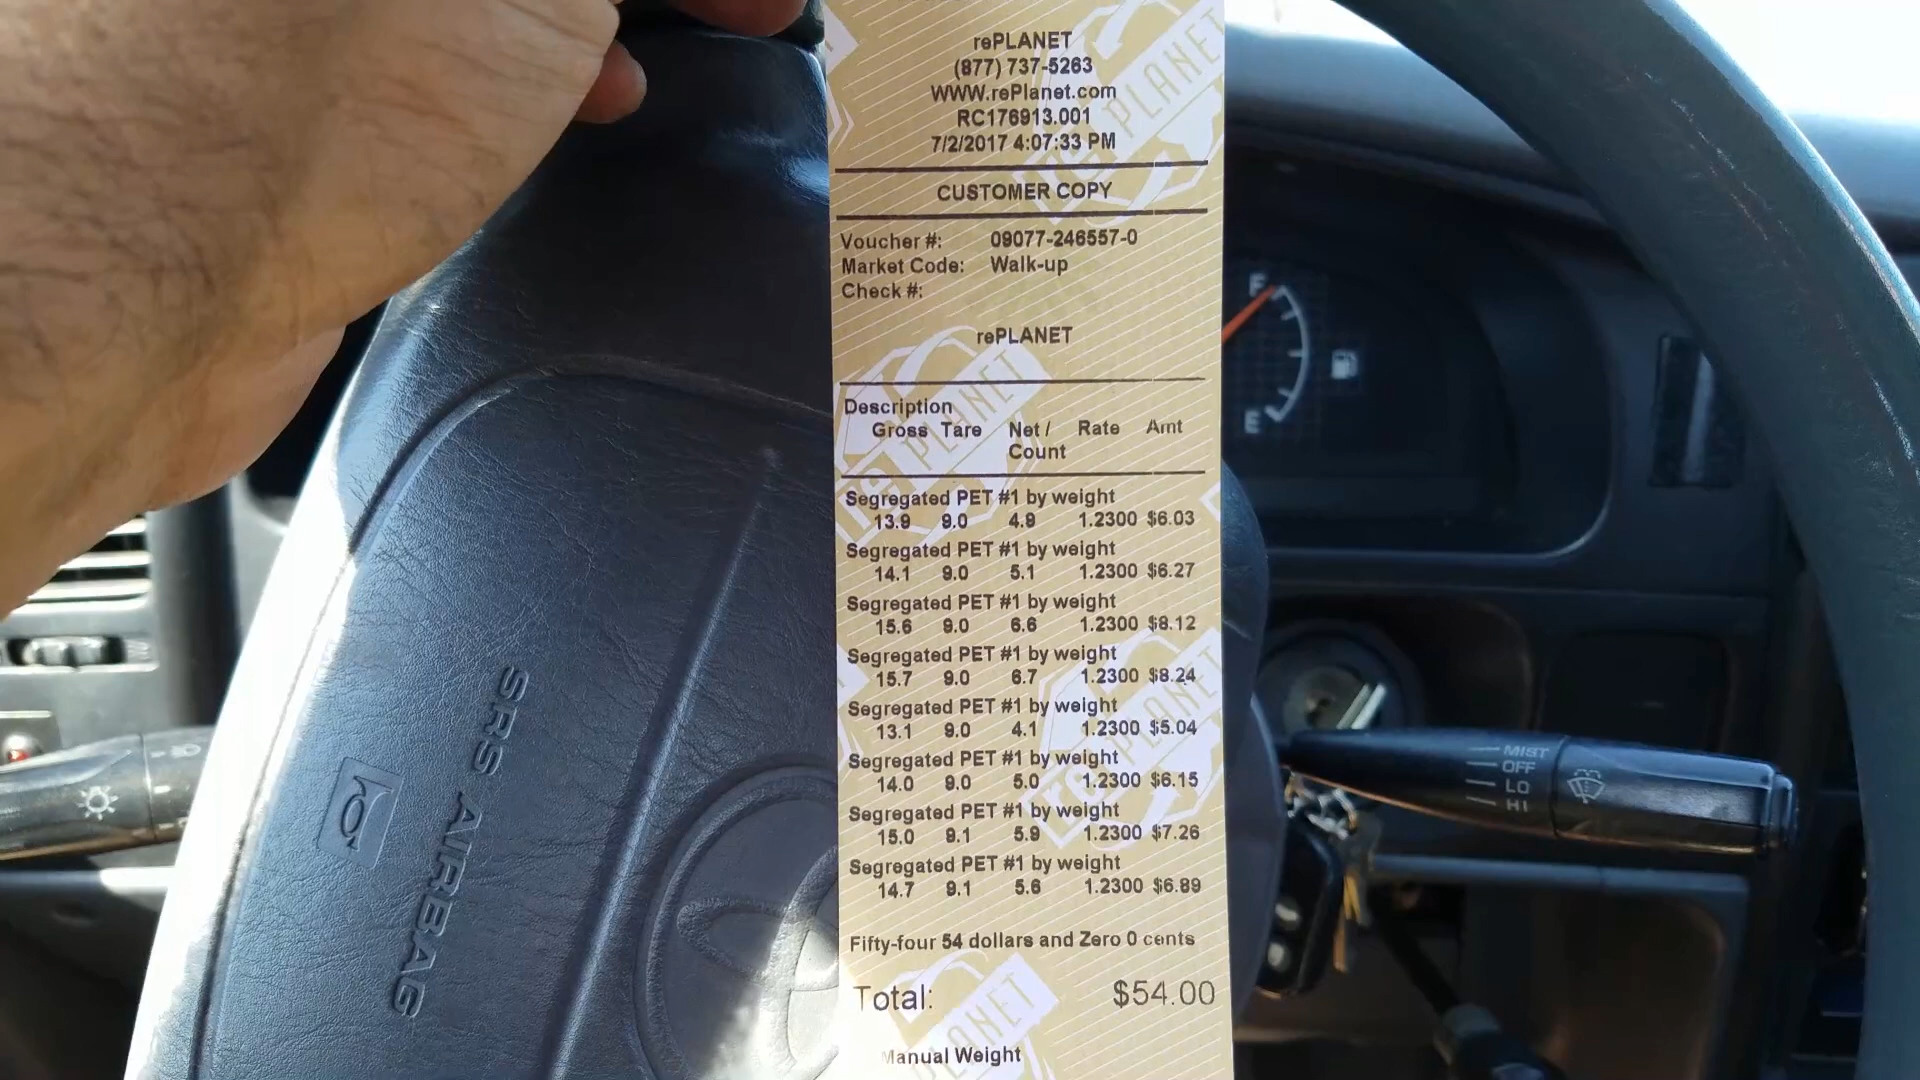 rePLANET
(877) 737-5263
WWW.rePlanet.com
RC176913.001
7/2/2017 4:07:33 PM
CUSTOMER COPY
Voucher #: 09077-246557-0
Market Code: Walk-up
Check #:
rePLANET
Description
Gross Tare Net / Rate Amt
Count
Segregated PET #1 by weight
13.9 9.0 4.9 1.2300 $6.03
Segregated PET #1 by weight
14.1 9.0 5.1 1.2300 $6.27
Segregated PET #1 by weight
15.6 9.0 6.6 1.2300 $8.12
Segregated PET #1 by weight
15.7 9.0 6.7 1.2300 $8.24
Segregated PET #1 by weight
13.1 9.0 4.1 1.2300 $5.04
Segregated PET #1 by weight
14.0 9.0 5.0 1.2300 $6.15
Segregated PET #1 by weight
15.0 9.1 5.9 1.2300 $7.26
Segregated PET #1 by weight
14.7 9.1 5.6 1.2300 $6.89
Fifty-four 54 dollars and Zero 0 cents
Total: $54.00
Manual Weight
SRS AIRBAG
F
E
MIST
OFF
LO
HI